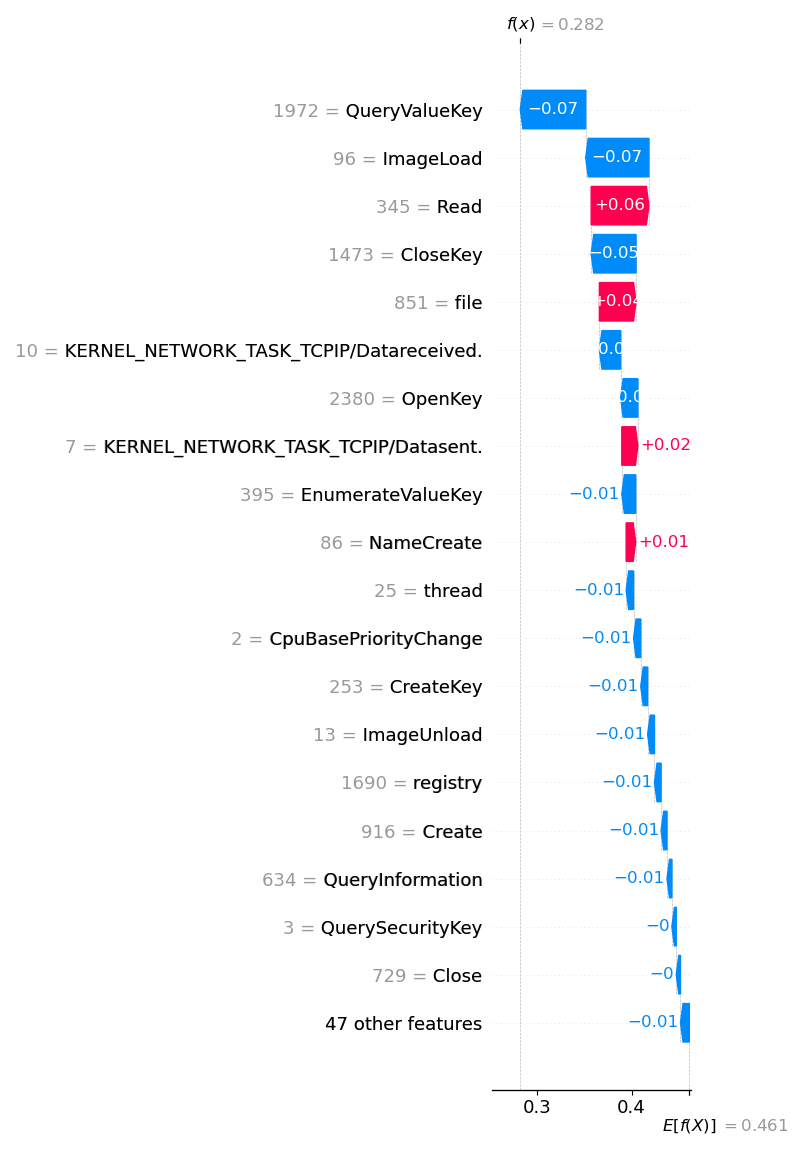 f(x) = 0.282
1972 = QueryValueKey −0.07
96 = ImageLoad −0.07
345 = Read +0.06
1473 = CloseKey −0.05
851 = file +0.04
10 = KERNEL_NETWORK_TASK_TCPIP/Datareceived.
2380 = OpenKey
7 = KERNEL_NETWORK_TASK_TCPIP/Datasent. +0.02
395 = EnumerateValueKey −0.01
86 = NameCreate +0.01
25 = thread −0.01
2 = CpuBasePriorityChange −0.01
253 = CreateKey −0.01
13 = ImageUnload −0.01
1690 = registry −0.01
916 = Create −0.01
634 = QueryInformation −0.01
3 = QuerySecurityKey −0
729 = Close −0
47 other features −0.01
0.3 0.4
E[f(X)] = 0.461